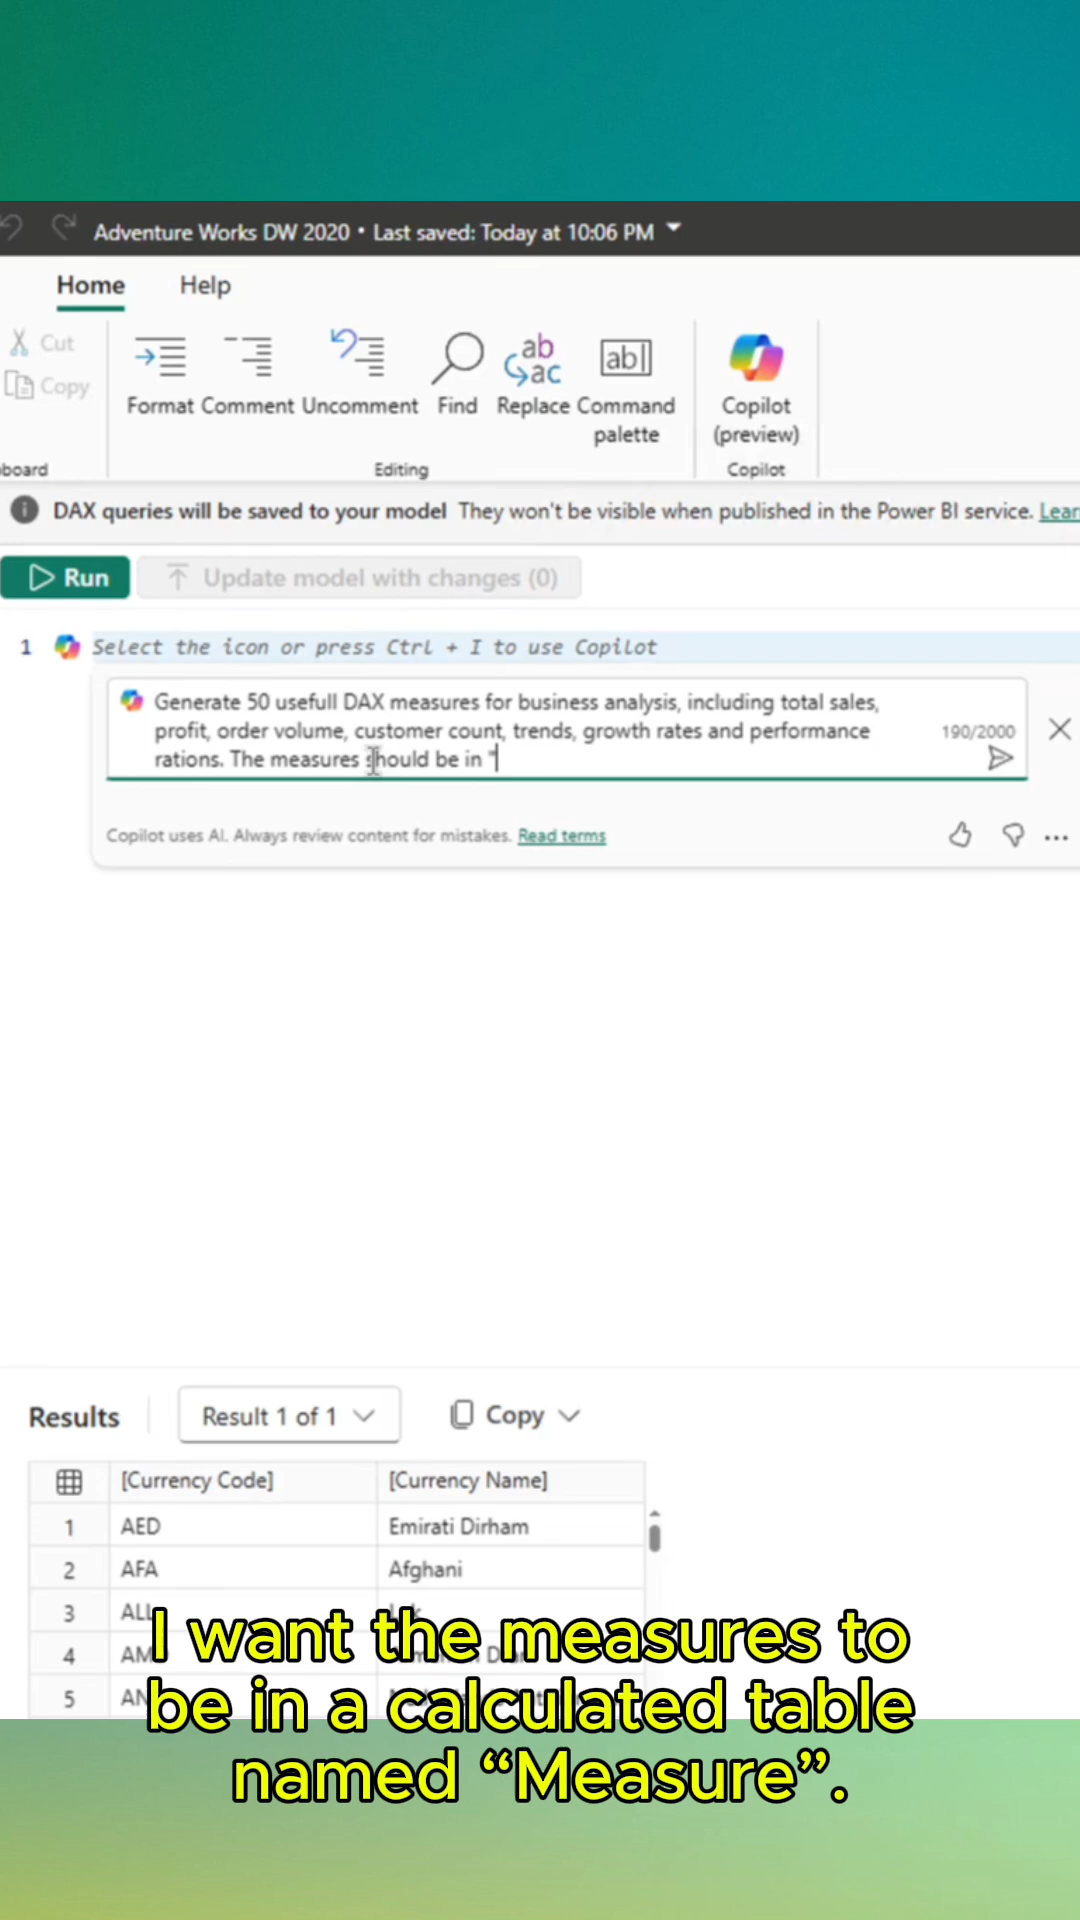 Adventure Works DW 2020 • Last saved: Today at 10:06 PM
Home Help
Cut
Copy
Format Comment Uncomment Find Replace Command palette
Copilot (preview)
Editing Copilot
DAX queries will be saved to your model They won't be visible when published in the Power BI service.
Run Update model with changes (0)
1 Select the icon or press Ctrl + I to use Copilot
Generate 50 usefull DAX measures for business analysis, including total sales,
profit, order volume, customer count, trends, growth rates and performance
190/2000
rations. The measures should be in "
Copilot uses AI. Always review content for mistakes. Read terms
Results Result 1 of 1 Copy
[Currency Code] [Currency Name]
1 AED Emirati Dirham
2 AFA Afghani
3
4
5
I want the measures to
be in a calculated table
named “Measure”.